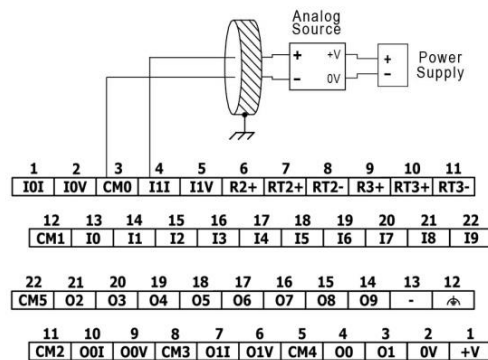 Analog
Source
+ +V +
- 0V -
Power
Supply
1 2 3 4 5 6 7 8 9 10 11
I0I I0V CM0 I1I I1V R2+ RT2+ RT2- R3+ RT3+ RT3-
12 13 14 15 16 17 18 19 20 21 22
CM1 I0 I1 I2 I3 I4 I5 I6 I7 I8 I9
22 21 20 19 18 17 16 15 14 13 12
CM5 O2 O3 O4 O5 O6 O7 O8 O9 -
11 10 9 8 7 6 5 4 3 2 1
CM2 O0I O0V CM3 O1I O1V CM4 O0 O1 0V +V